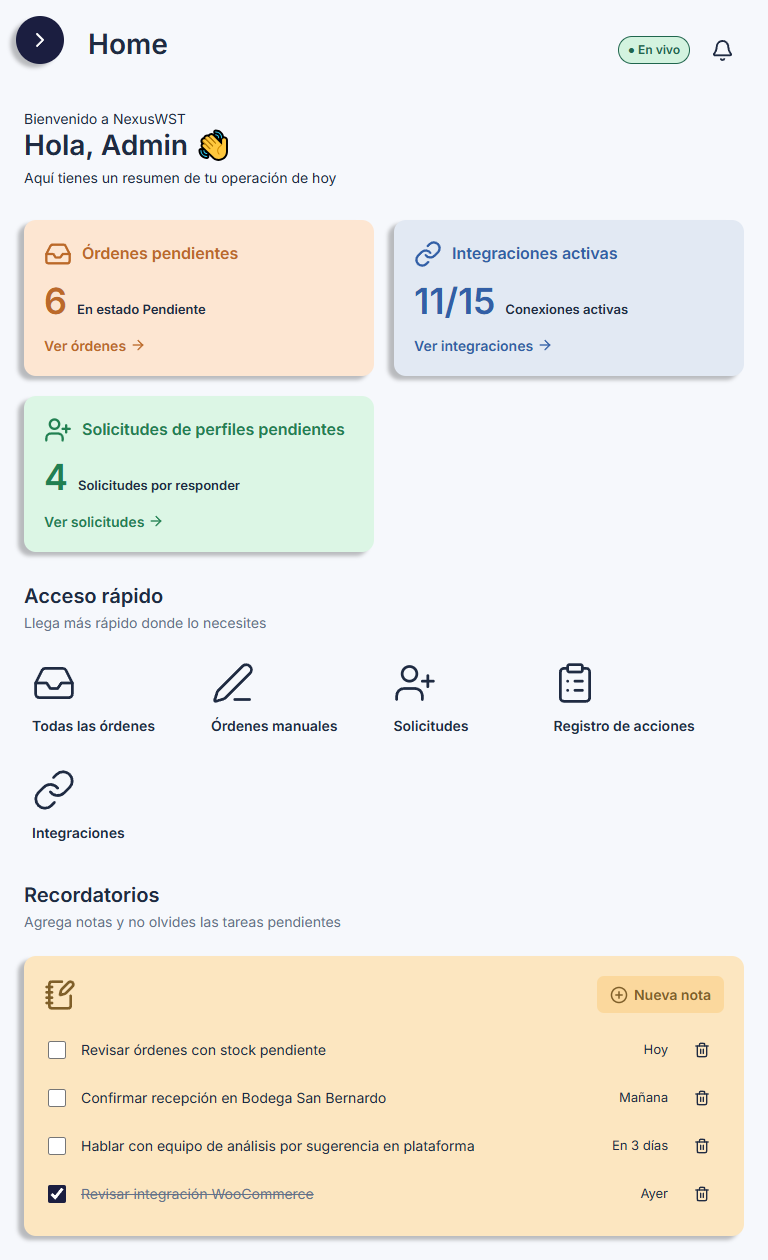 Home
● En vivo
Bienvenido a NexusWST
Hola, Admin 👋
Aquí tienes un resumen de tu operación de hoy
Órdenes pendientes
6 En estado Pendiente
Ver órdenes →
Integraciones activas
11/15 Conexiones activas
Ver integraciones →
Solicitudes de perfiles pendientes
4 Solicitudes por responder
Ver solicitudes →
Acceso rápido
Llega más rápido donde lo necesites
Todas las órdenes
Órdenes manuales
Solicitudes
Registro de acciones
Integraciones
Recordatorios
Agrega notas y no olvides las tareas pendientes
Nueva nota
Revisar órdenes con stock pendiente Hoy
Confirmar recepción en Bodega San Bernardo Mañana
Hablar con equipo de análisis por sugerencia en plataforma En 3 días
Revisar integración WooCommerce Ayer